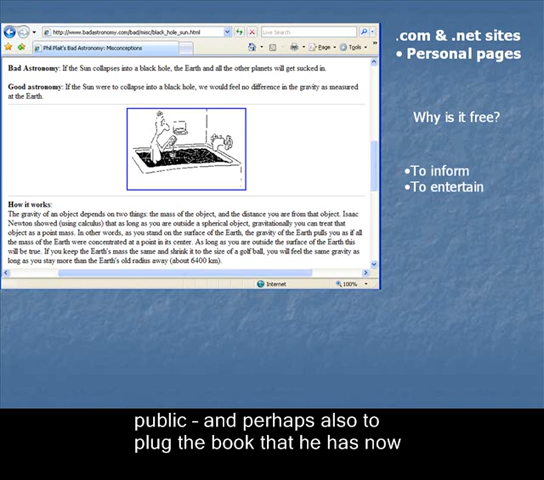 http://www.badastronomy.com/bad/misc/black_hole_sun.html
Live Search
Phil Plait's Bad Astronomy: Misconceptions
Page
Tools
Bad Astronomy: If the Sun collapses into a black hole, the Earth and all the other planets will get sucked in.
Good astronomy: If the Sun were to collapse into a black hole, we would feel no difference in the gravity as measured
at the Earth.
How it works:
The gravity of an object depends on two things: the mass of the object, and the distance you are from that object. Isaac
Newton showed (using calculus) that as long as you are outside a spherical object, gravitationally you can treat that
object as a point mass. In other words, as you stand on the surface of the Earth, the gravity of the Earth pulls you as if all
the mass of the Earth were concentrated at a point in its center. As long as you are outside the surface of the Earth this
will be true. If you keep the Earth's mass the same and shrink it to the size of a golf ball, you will feel the same gravity as
long as you stay more than the Earth's old radius away (about 6400 km).
Internet
100%
.com & .net sites
• Personal pages
Why is it free?
•To inform
•To entertain
public – and perhaps also to
plug the book that he has now